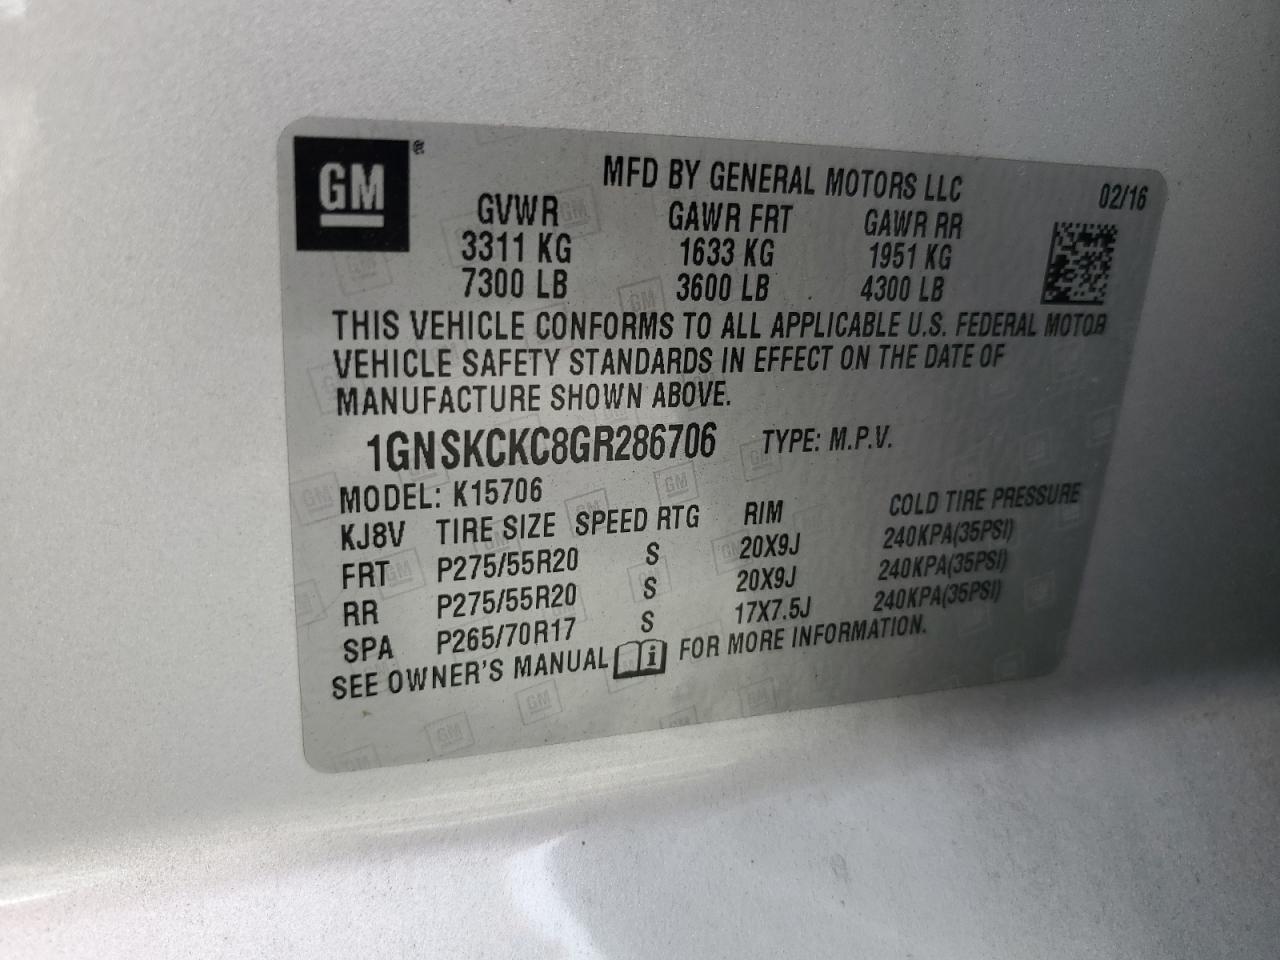 GM®
MFD BY GENERAL MOTORS LLC 02/16
GVWR GAWR FRT GAWR RR
3311 KG 1633 KG 1951 KG
7300 LB 3600 LB 4300 LB
THIS VEHICLE CONFORMS TO ALL APPLICABLE U.S. FEDERAL MOTOR
VEHICLE SAFETY STANDARDS IN EFFECT ON THE DATE OF
MANUFACTURE SHOWN ABOVE.
1GNSKCKC8GR286706 TYPE: M.P.V.
MODEL: K15706
KJ8V TIRE SIZE SPEED RTG RIM COLD TIRE PRESSURE
FRT P275/55R20 S 20X9J 240KPA(35PSI)
RR P275/55R20 S 20X9J 240KPA(35PSI)
SPA P265/70R17 S 17X7.5J 240KPA(35PSI)
SEE OWNER'S MANUAL i FOR MORE INFORMATION.